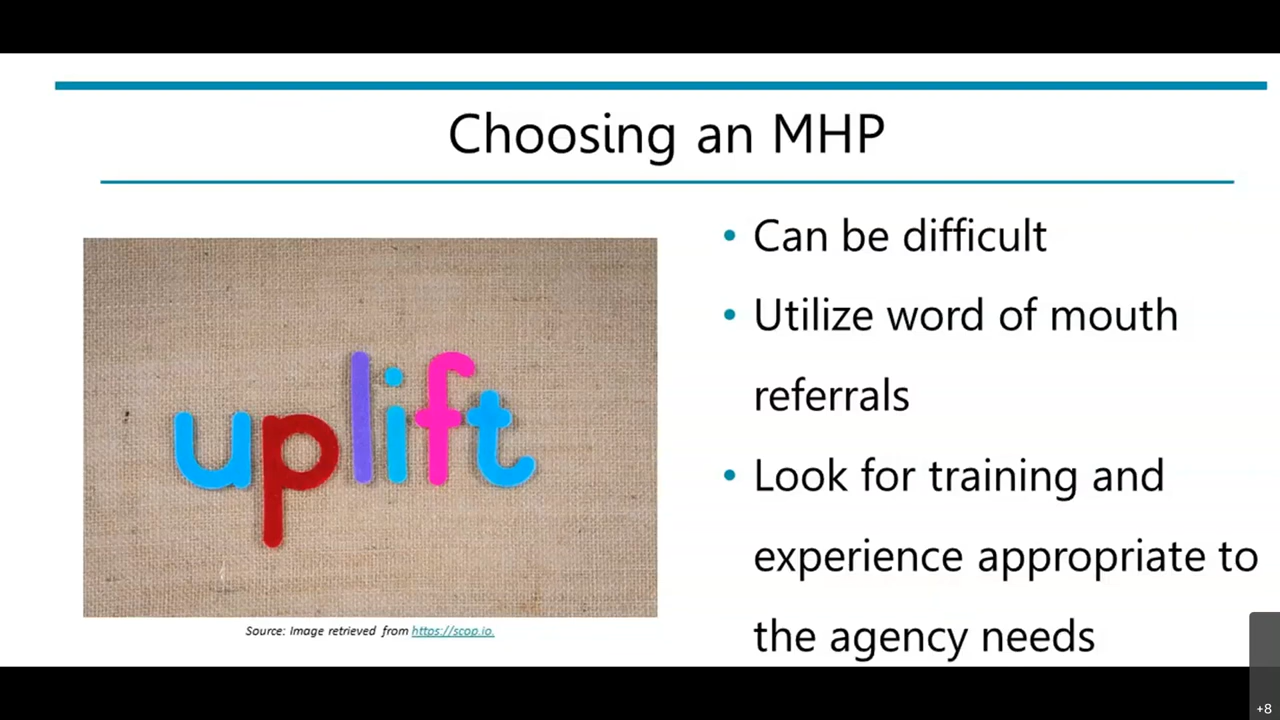 Choosing an MHP
uplift
Source: Image retrieved from https://scop.io.
• Can be difficult
• Utilize word of mouth
referrals
• Look for training and
experience appropriate to
the agency needs
+8